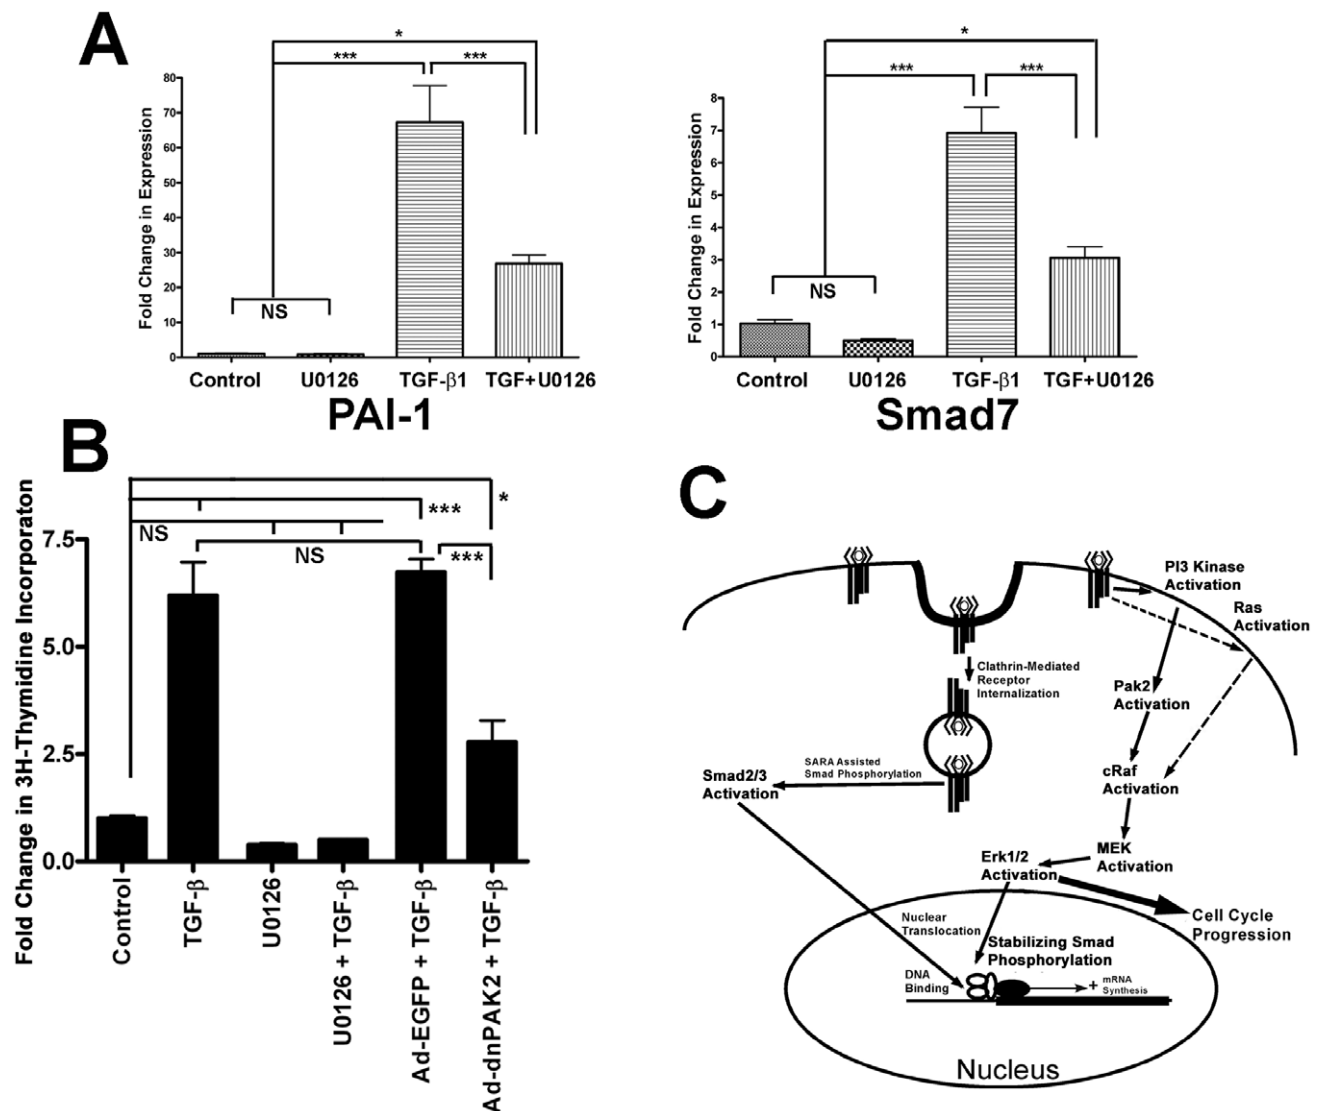 A
*
***
***
80
70
60
50
40
30
20
10
0
Fold Change in Expression
NS
Control
U0126
TGF-β1
TGF+U0126
PAI-1
*
***
***
8
7
6
5
4
3
2
1
0
Fold Change in Expression
NS
Control
U0126
TGF-β1
TGF+U0126
Smad7
B
*
***
NS
NS
***
7.5
5.0
2.5
0.0
Fold Change in 3H-Thymidine Incorporaton
Control
TGF-β
U0126
U0126 + TGF-β
Ad-EGFP + TGF-β
Ad-dnPAK2 + TGF-β
C
PI3 Kinase
Activation
Ras
Activation
Clathrin-Mediated
Receptor
Internalization
Pak2
Activation
SARA Assisted
Smad Phosphorylation
Smad2/3
Activation
cRaf
Activation
MEK
Activation
Erk1/2
Activation
Cell Cycle
Progression
Nuclear
Translocation
Stabilizing Smad
Phosphorylation
DNA
Binding
+ mRNA
Synthesis
Nucleus